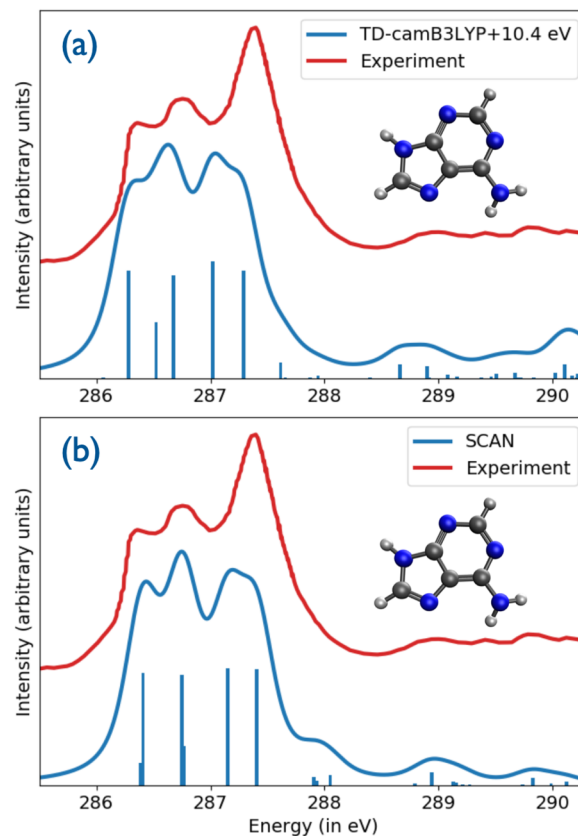 (a)
TD-camB3LYP+10.4 eV
Experiment
Intensity (arbitrary units)
286 287 288 289 290
(b)
SCAN
Experiment
Intensity (arbitrary units)
286 287 288 289 290
Energy (in eV)